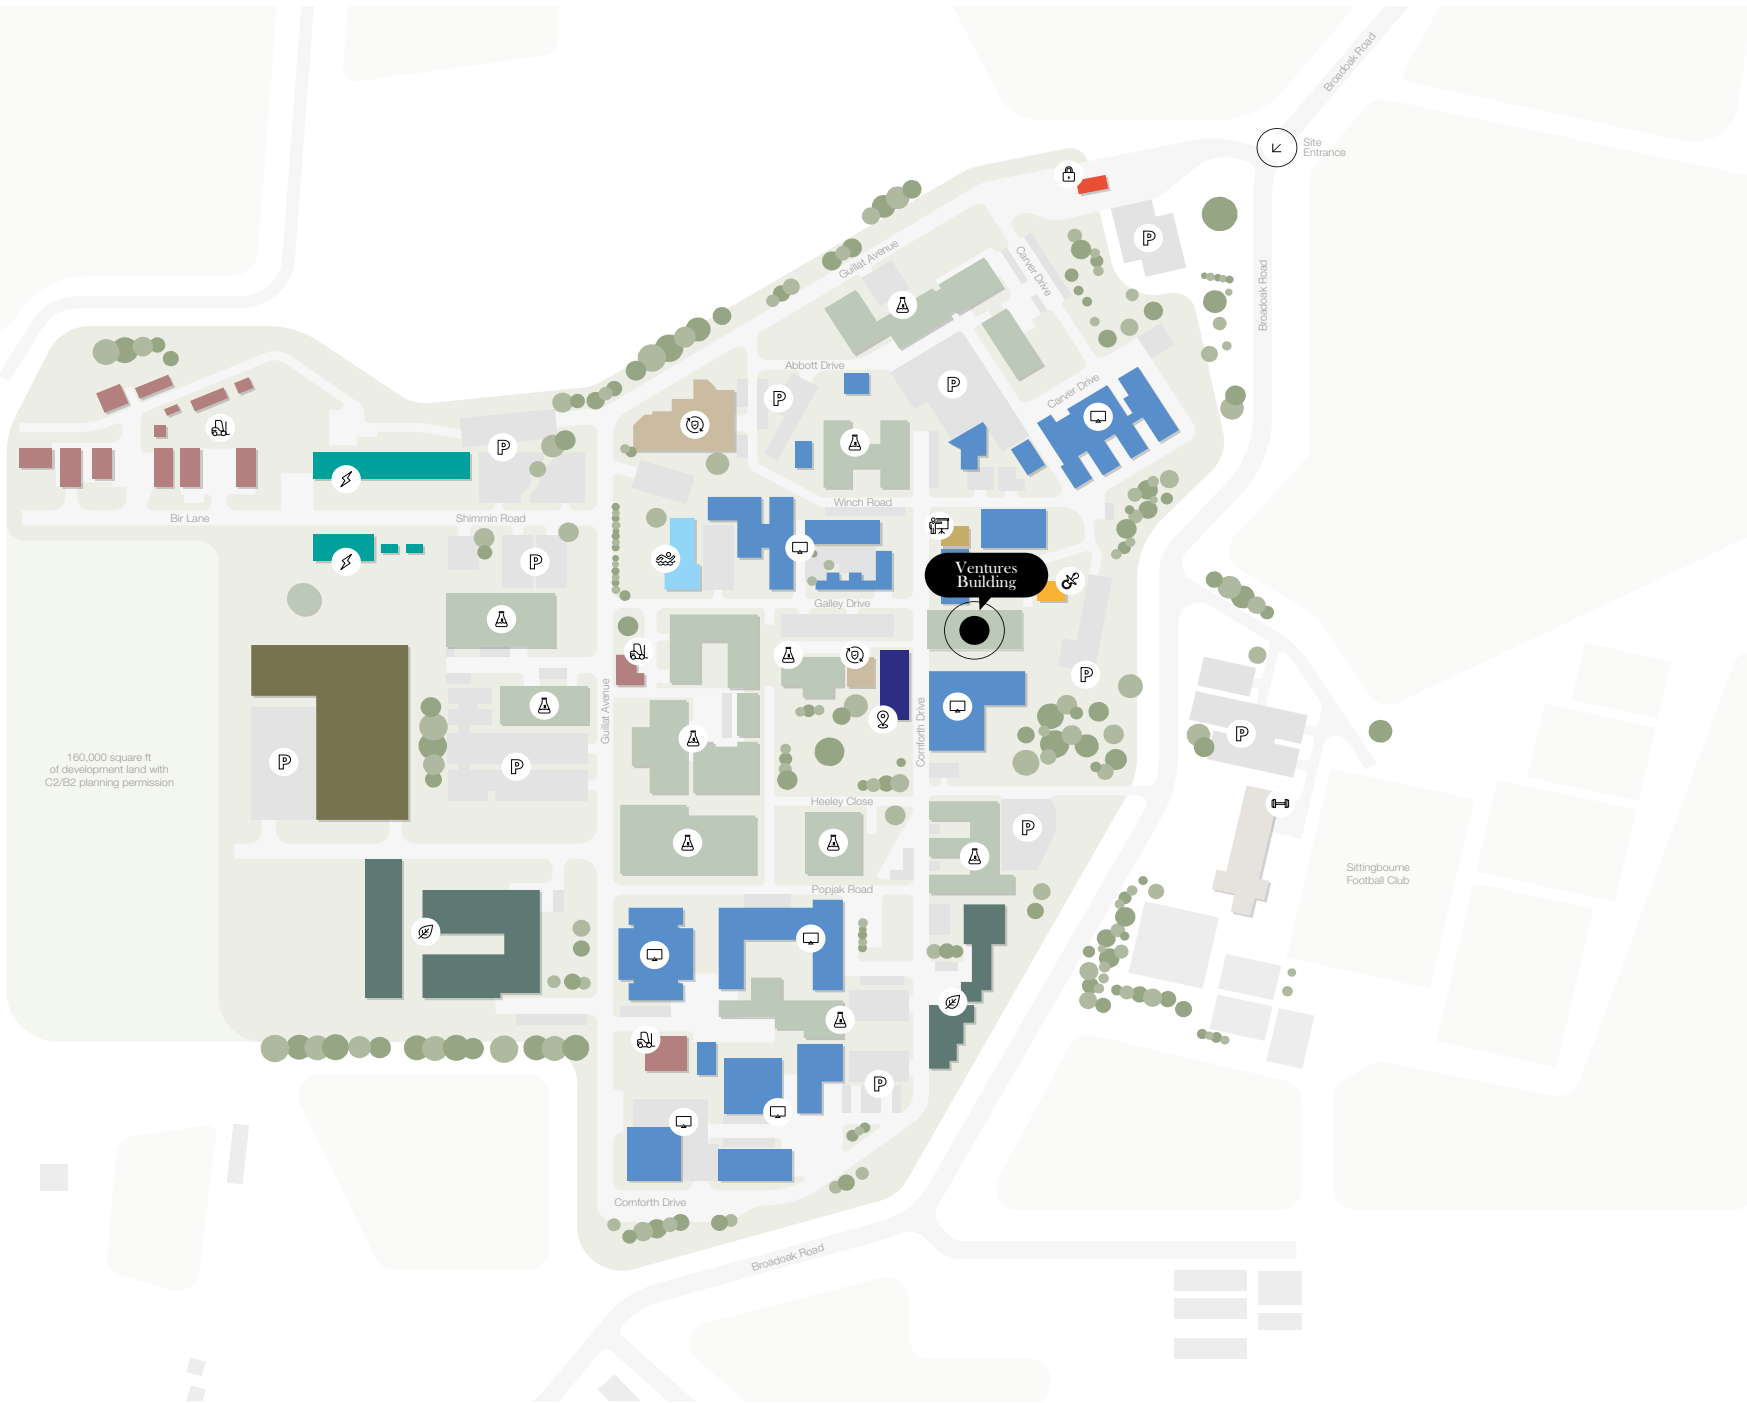 Broadoak Road
Site
Entrance
Guillat Avenue
Carver Drive
Broadoak Road
Abbott Drive
Carver Drive
P
P
P
P
Winch Road
Bir Lane
Shimmin Road
P
Ventures
Building
Galley Drive
P
Guillat Avenue
Cornforth Drive
P
160,000 square ft
of development land with
C2/B2 planning permission
P
P
Heeley Close
P
Sittingbourne
Football Club
Popjak Road
P
Cornforth Drive
Broadoak Road